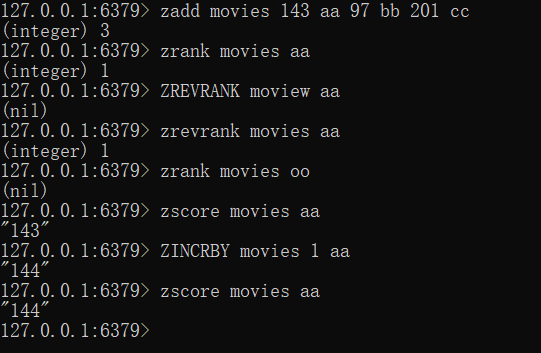 127.0.0.1:6379> zadd movies 143 aa 97 bb 201 cc
(integer) 3
127.0.0.1:6379> zrank movies aa
(integer) 1
127.0.0.1:6379> ZREVRANK moview aa
(nil)
127.0.0.1:6379> zrevrank movies aa
(integer) 1
127.0.0.1:6379> zrank movies oo
(nil)
127.0.0.1:6379> zscore movies aa
"143"
127.0.0.1:6379> ZINCRBY movies 1 aa
"144"
127.0.0.1:6379> zscore movies aa
"144"
127.0.0.1:6379>